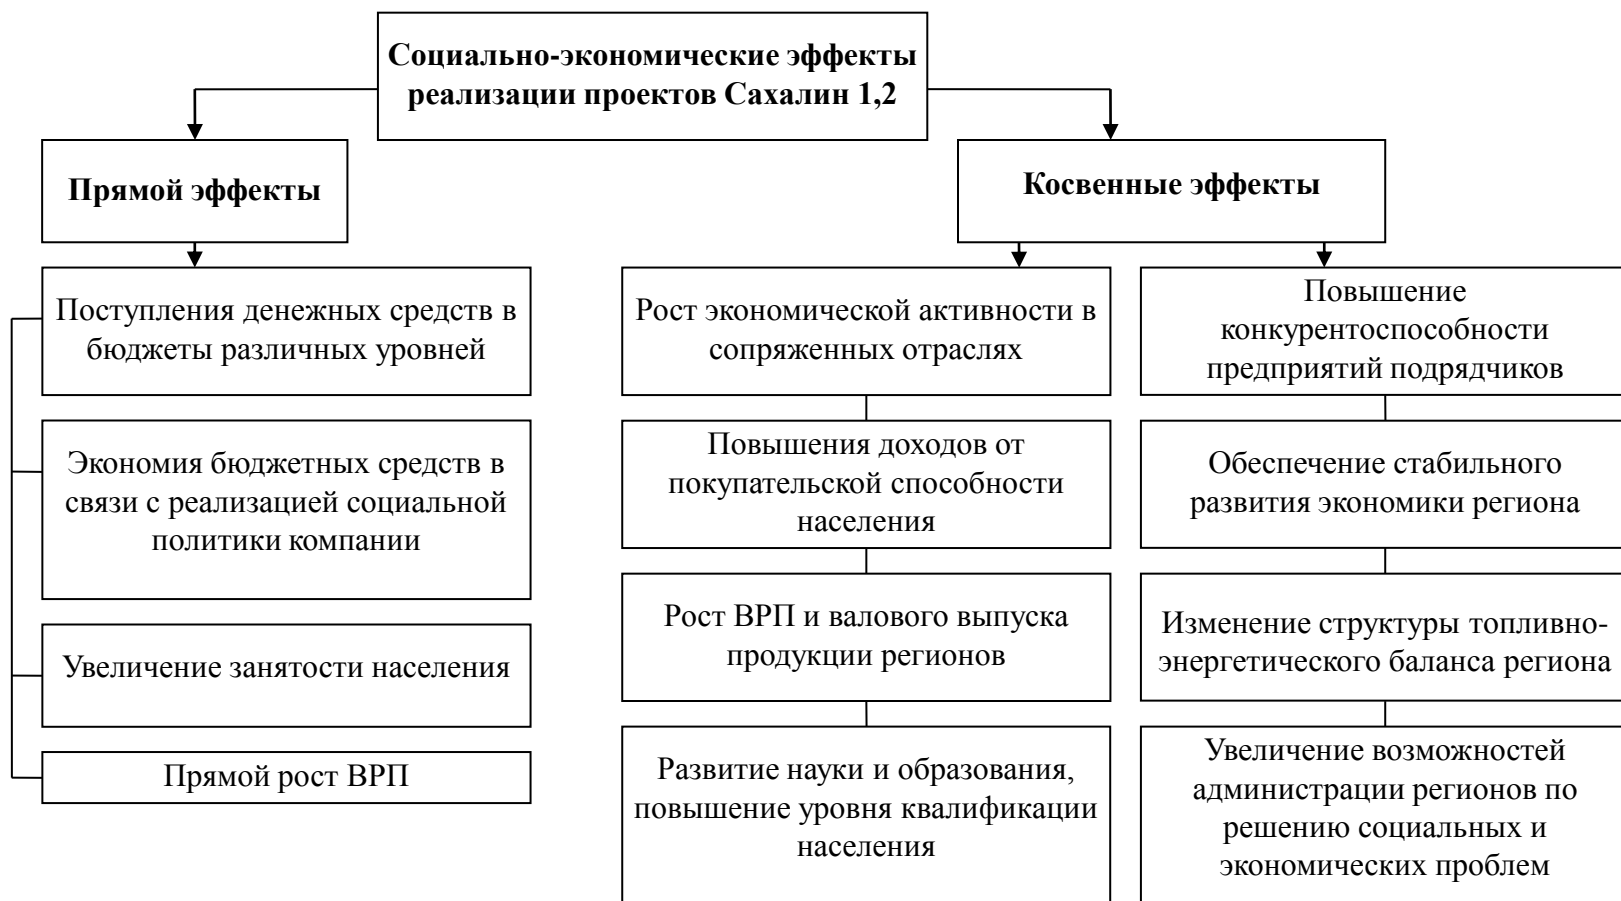 Социально-экономические эффекты
реализации проектов Сахалин 1,2
Прямой эффекты
Косвенные эффекты
Поступления денежных средств в
бюджеты различных уровней
Экономия бюджетных средств в
связи с реализацией социальной
политики компании
Увеличение занятости населения
Прямой рост ВРП
Рост экономической активности в
сопряженных отраслях
Повышения доходов от
покупательской способности
населения
Рост ВРП и валового выпуска
продукции регионов
Развитие науки и образования,
повышение уровня квалификации
населения
Повышение
конкурентоспособности
предприятий подрядчиков
Обеспечение стабильного
развития экономики региона
Изменение структуры топливно-
энергетического баланса региона
Увеличение возможностей
администрации регионов по
решению социальных и
экономических проблем